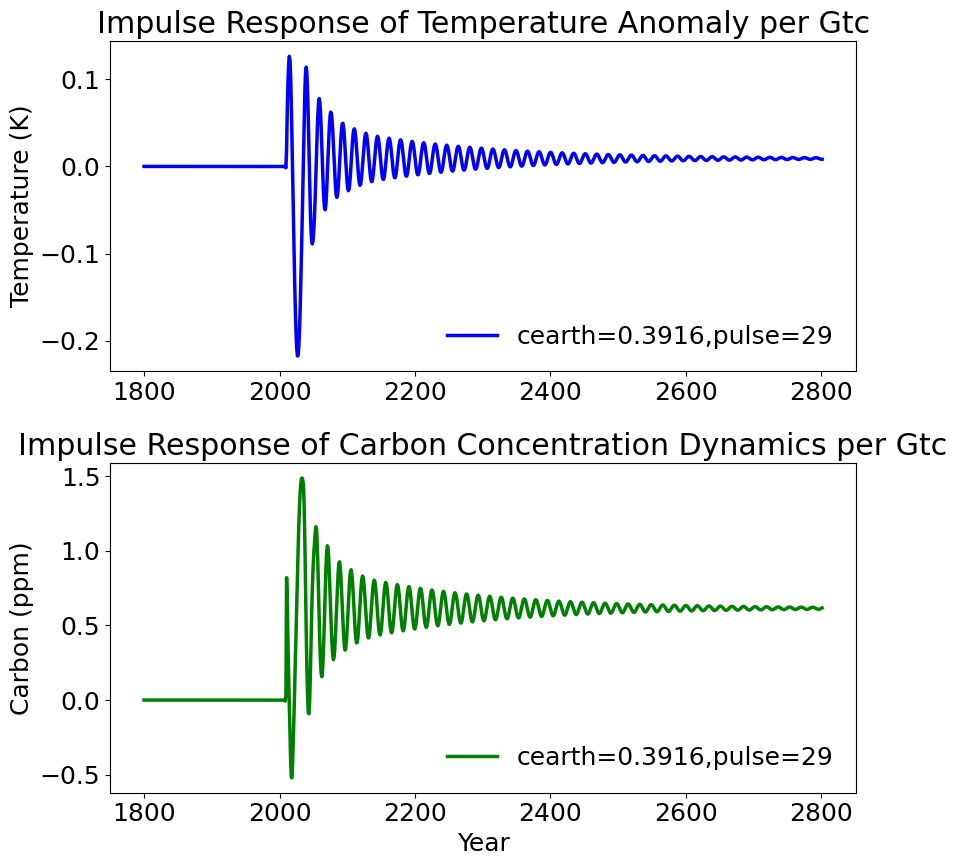 Impulse Response of Temperature Anomaly per Gtc
0.1
0.0
−0.1
−0.2
Temperature (K)
cearth=0.3916,pulse=29
1800 2000 2200 2400 2600 2800
Impulse Response of Carbon Concentration Dynamics per Gtc
1.5
1.0
0.5
0.0
−0.5
Carbon (ppm)
cearth=0.3916,pulse=29
1800 2000 2200 2400 2600 2800
Year